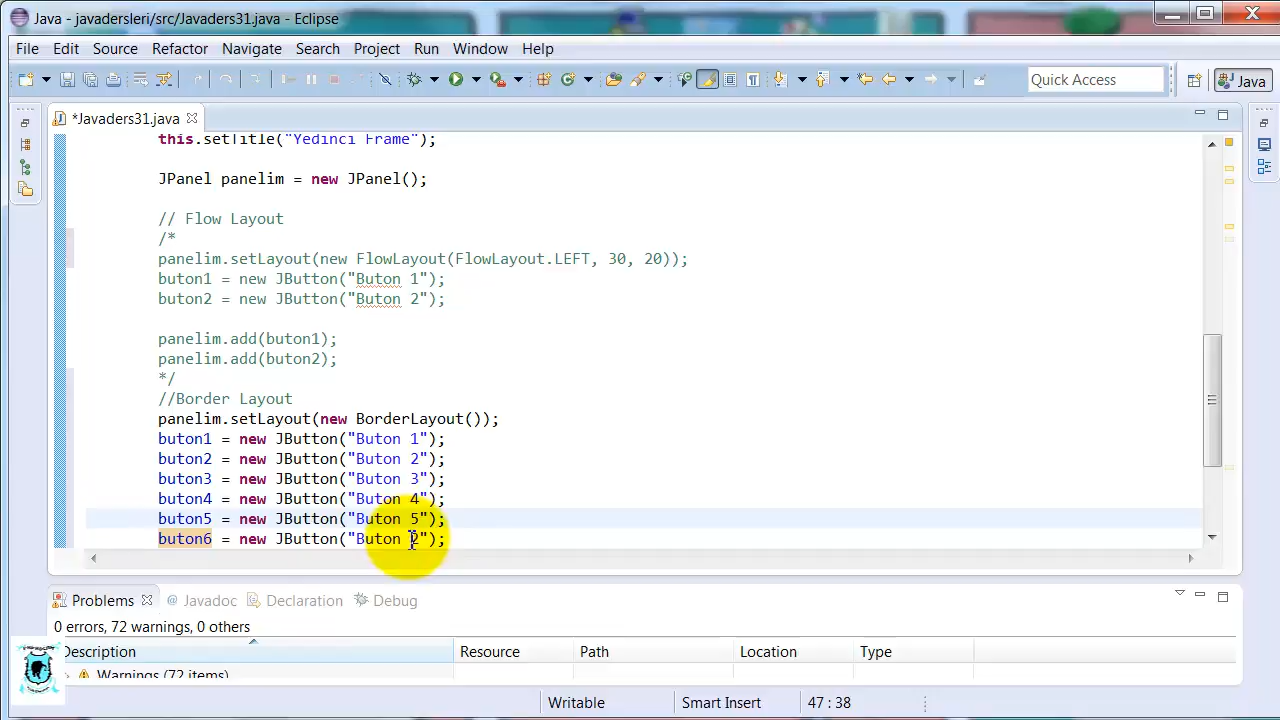 Java - javadersleri/src/Javaders31.java - Eclipse
File Edit Source Refactor Navigate Search Project Run Window Help
Quick Access
Java
*Javaders31.java
this.setTitle("Yedinci Frame");
JPanel panelim = new JPanel();
// Flow Layout
/*
panelim.setLayout(new FlowLayout(FlowLayout.LEFT, 30, 20));
buton1 = new JButton("Buton 1");
buton2 = new JButton("Buton 2");
panelim.add(buton1);
panelim.add(buton2);
*/
//Border Layout
panelim.setLayout(new BorderLayout());
buton1 = new JButton("Buton 1");
buton2 = new JButton("Buton 2");
buton3 = new JButton("Buton 3");
buton4 = new JButton("Buton 4");
buton5 = new JButton("Buton 5");
buton6 = new JButton("Buton 2");
Problems @ Javadoc Declaration Debug
0 errors, 72 warnings, 0 others
Description Resource Path Location Type
Warnings (72 items)
Writable Smart Insert 47 : 38